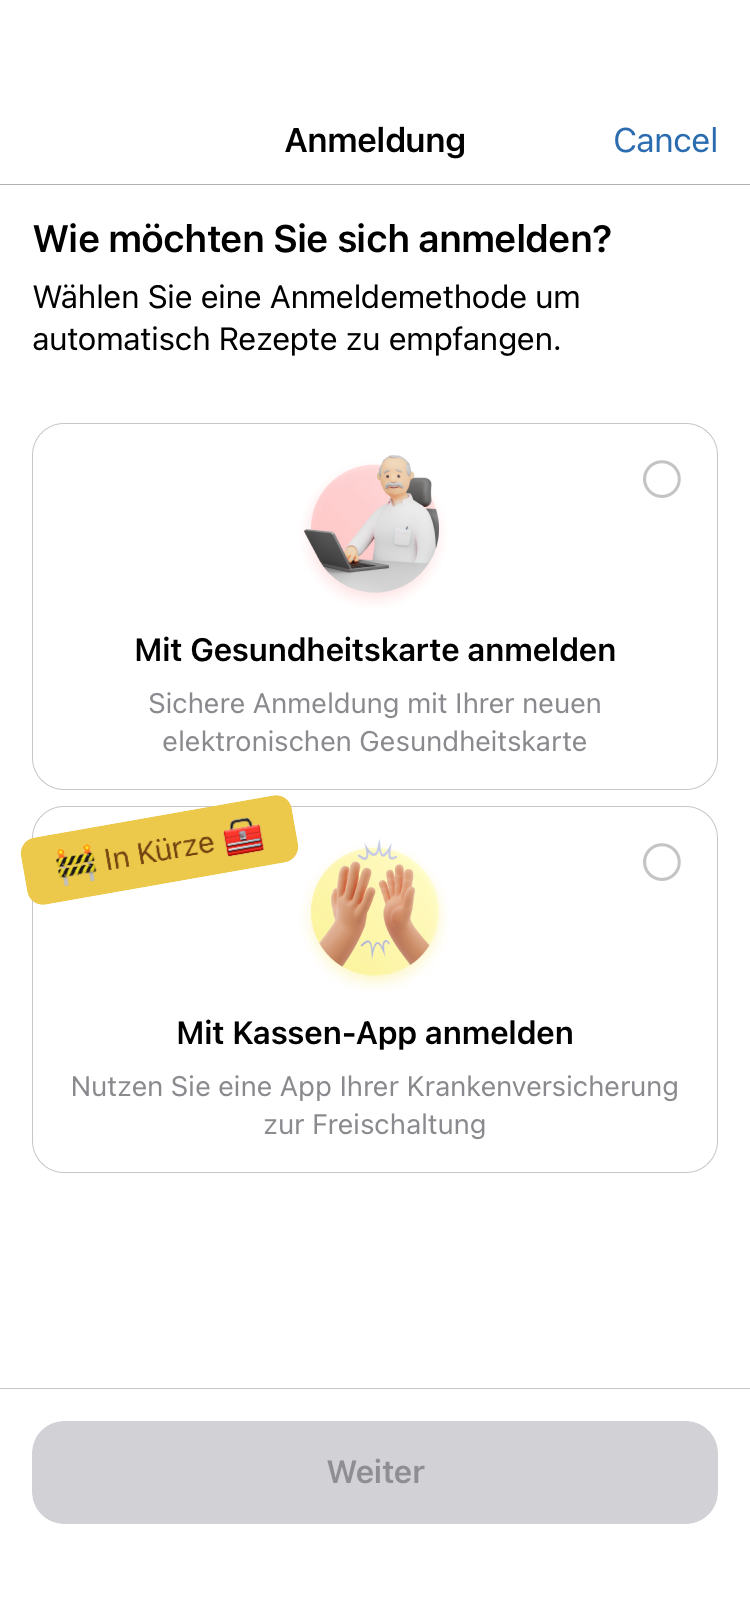 Anmeldung
Cancel
Wie möchten Sie sich anmelden?
Wählen Sie eine Anmeldemethode um
automatisch Rezepte zu empfangen.
Mit Gesundheitskarte anmelden
Sichere Anmeldung mit Ihrer neuen
elektronischen Gesundheitskarte
🚧 In Kürze 🧰
Mit Kassen-App anmelden
Nutzen Sie eine App Ihrer Krankenversicherung
zur Freischaltung
Weiter